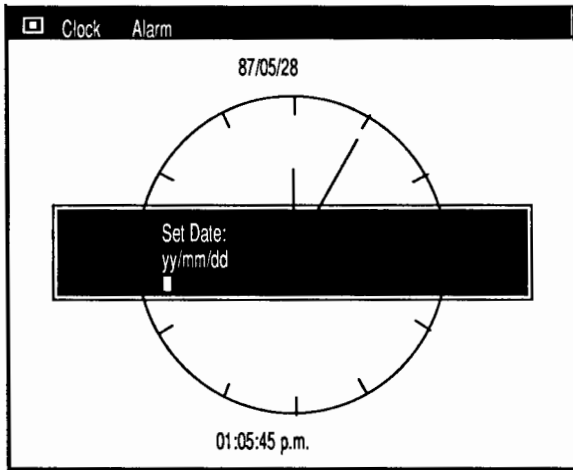 Clock Alarm
87/05/28
Set Date:
yy/mm/dd
01:05:45 p.m.